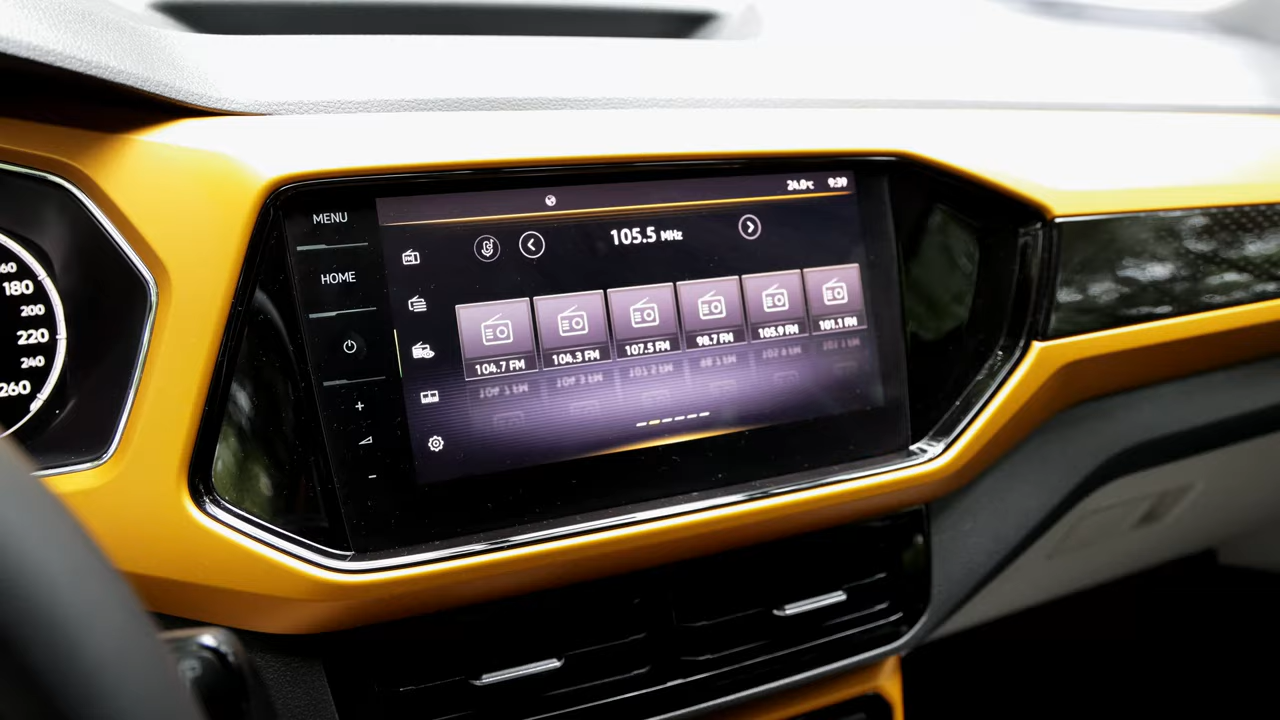 24.0°C 9:39
MENU
105.5 MHz
HOME
104.7 FM 104.3 FM 107.5 FM 98.7 FM 105.9 FM 101.1 FM
+
-
180
200
220
240
260